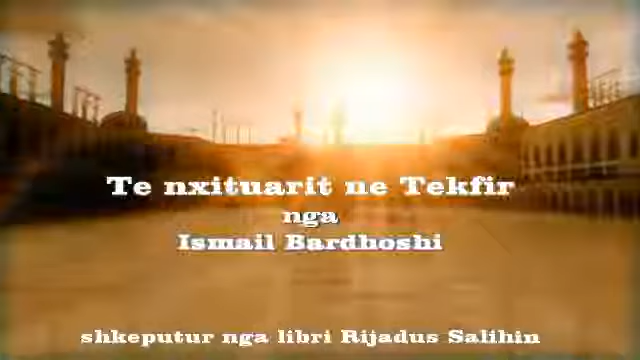 Te nxituarit ne Tekfir
nga
Ismail Bardhoshi
shkeputur nga libri Rijadus Salihin